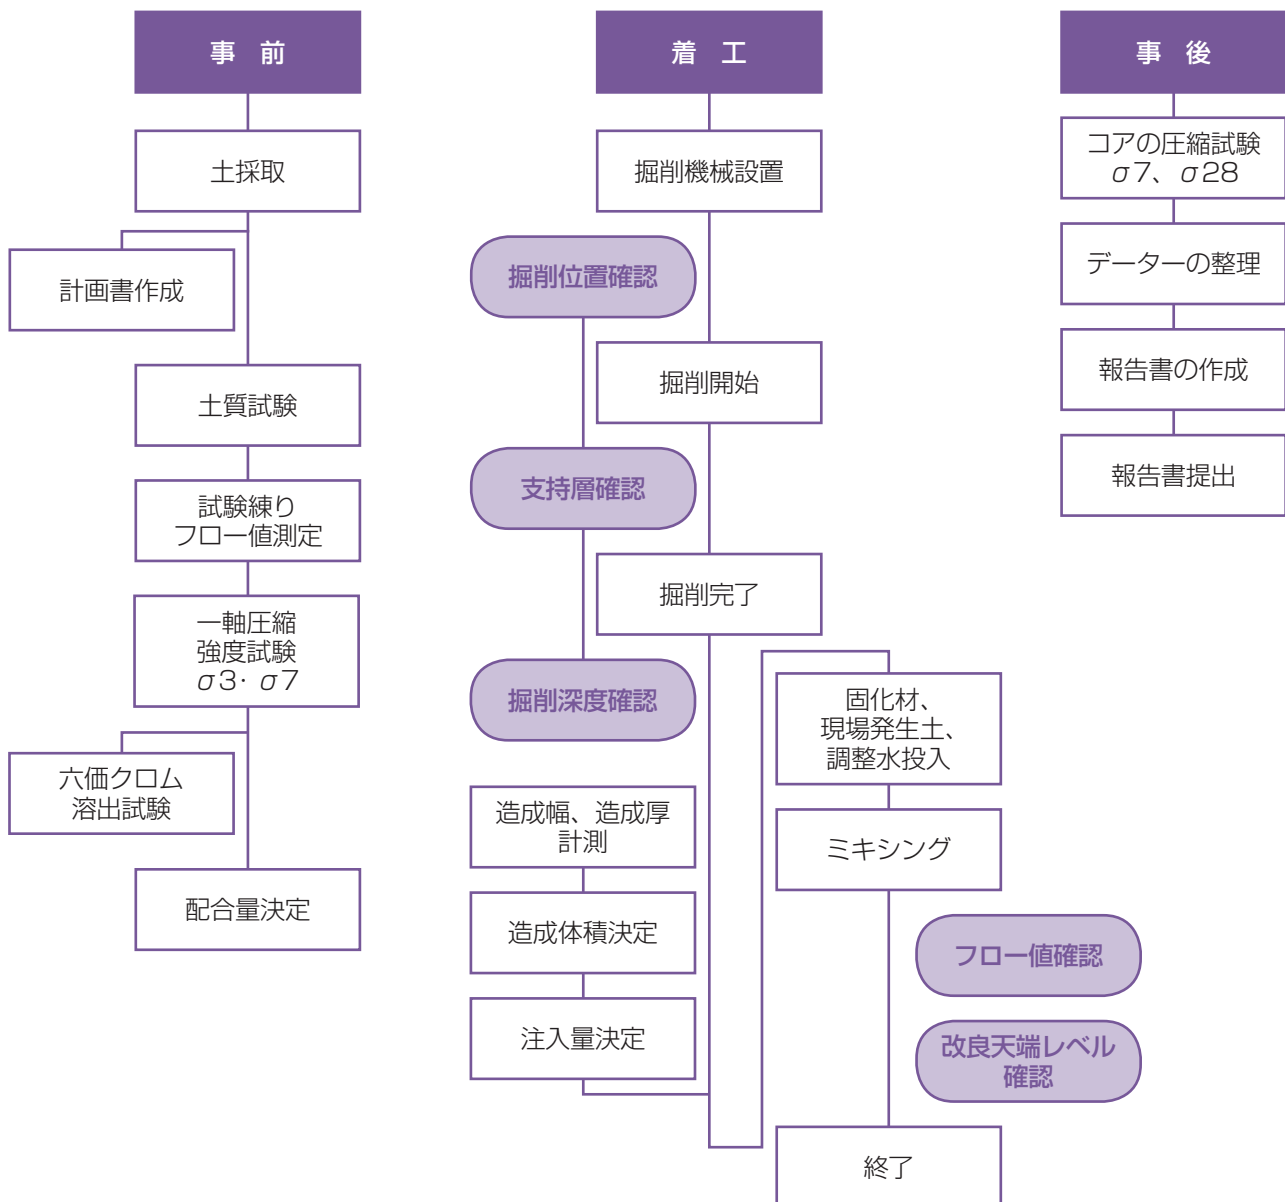 事 前
土採取
計画書作成
土質試験
試験練り
フロー値測定
一軸圧縮
強度試験
σ3・σ7
六価クロム
溶出試験
配合量決定
着 工
掘削機械設置
掘削位置確認
掘削開始
支持層確認
掘削完了
掘削深度確認
造成幅、造成厚
計測
造成体積決定
注入量決定
固化材、
現場発生土、
調整水投入
ミキシング
フロー値確認
改良天端レベル
確認
終了
事 後
コアの圧縮試験
σ7、σ28
データーの整理
報告書の作成
報告書提出